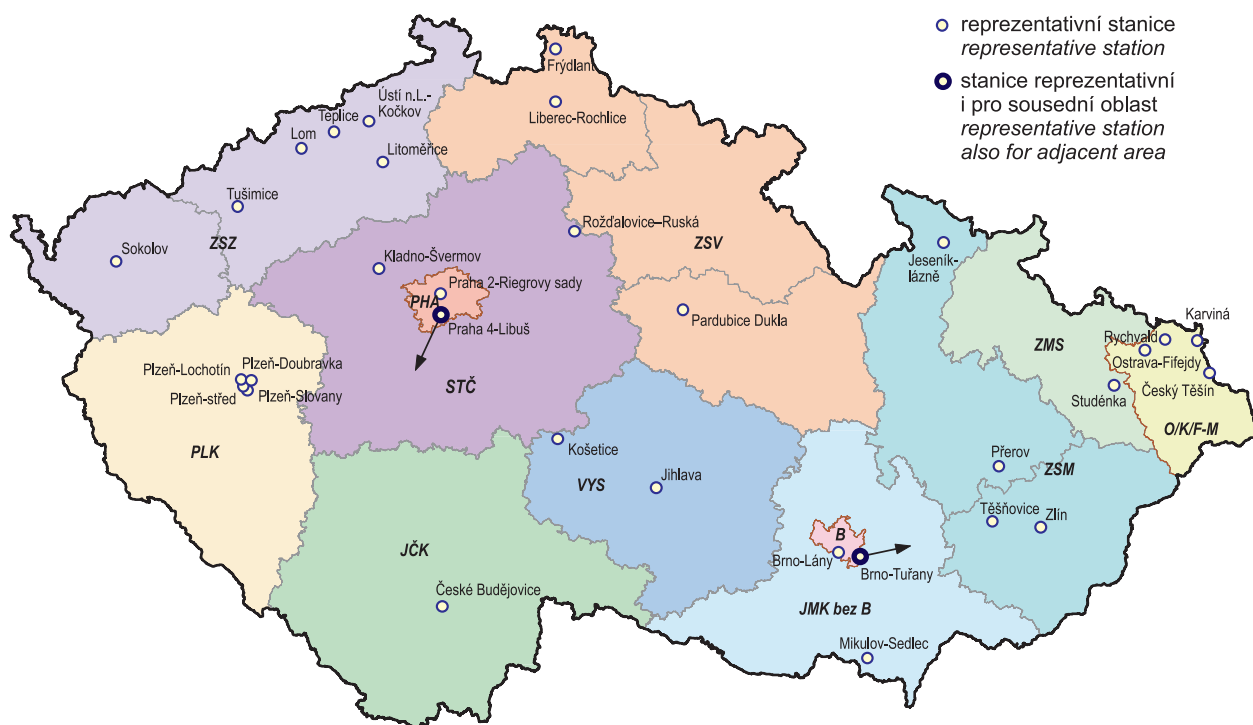 reprezentativní stanice
representative station
stanice reprezentativní
i pro sousední oblast
representative station
also for adjacent area
Frýdlant
Liberec-Rochlice
Ústí n.L.-
Kočkov
Teplice
Lom
Litoměřice
Tušimice
Sokolov
ZSZ
Rožďalovice–Ruská
ZSV
Jeseník-
lázně
Kladno-Švermov
Praha 2-Riegrovy sady
PHA
Praha 4-Libuš
Pardubice Dukla
ZMS
Karviná
Rychvald
Ostrava-Fifejdy
Český Těšín
Studénka
O/K/F-M
Plzeň-Lochotín
Plzeň-Doubravka
Plzeň-střed
Plzeň-Slovany
STČ
PLK
Košetice
VYS
Jihlava
Přerov
ZSM
Těšňovice
Zlín
B
Brno-Lány
Brno-Tuřany
JČK
České Budějovice
JMK bez B
Mikulov-Sedlec